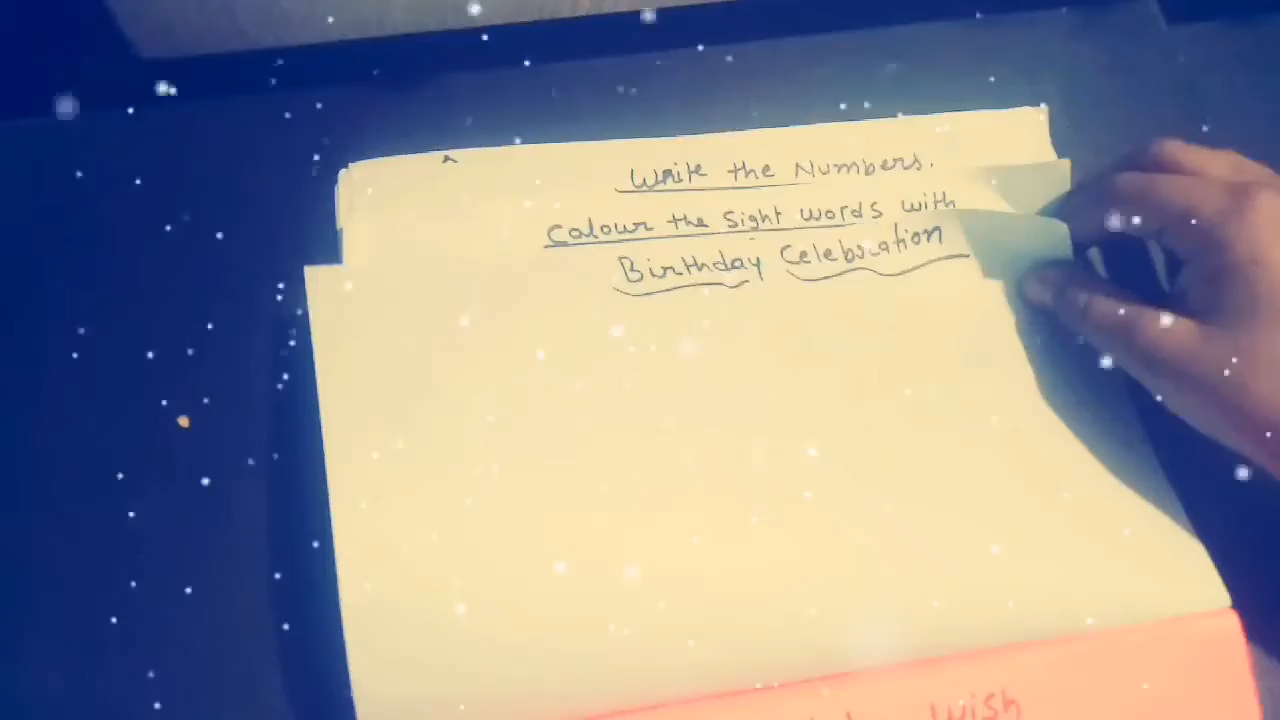 Write the Numbers.
Colour the Sight Words with
Birthday Celebration
Wish